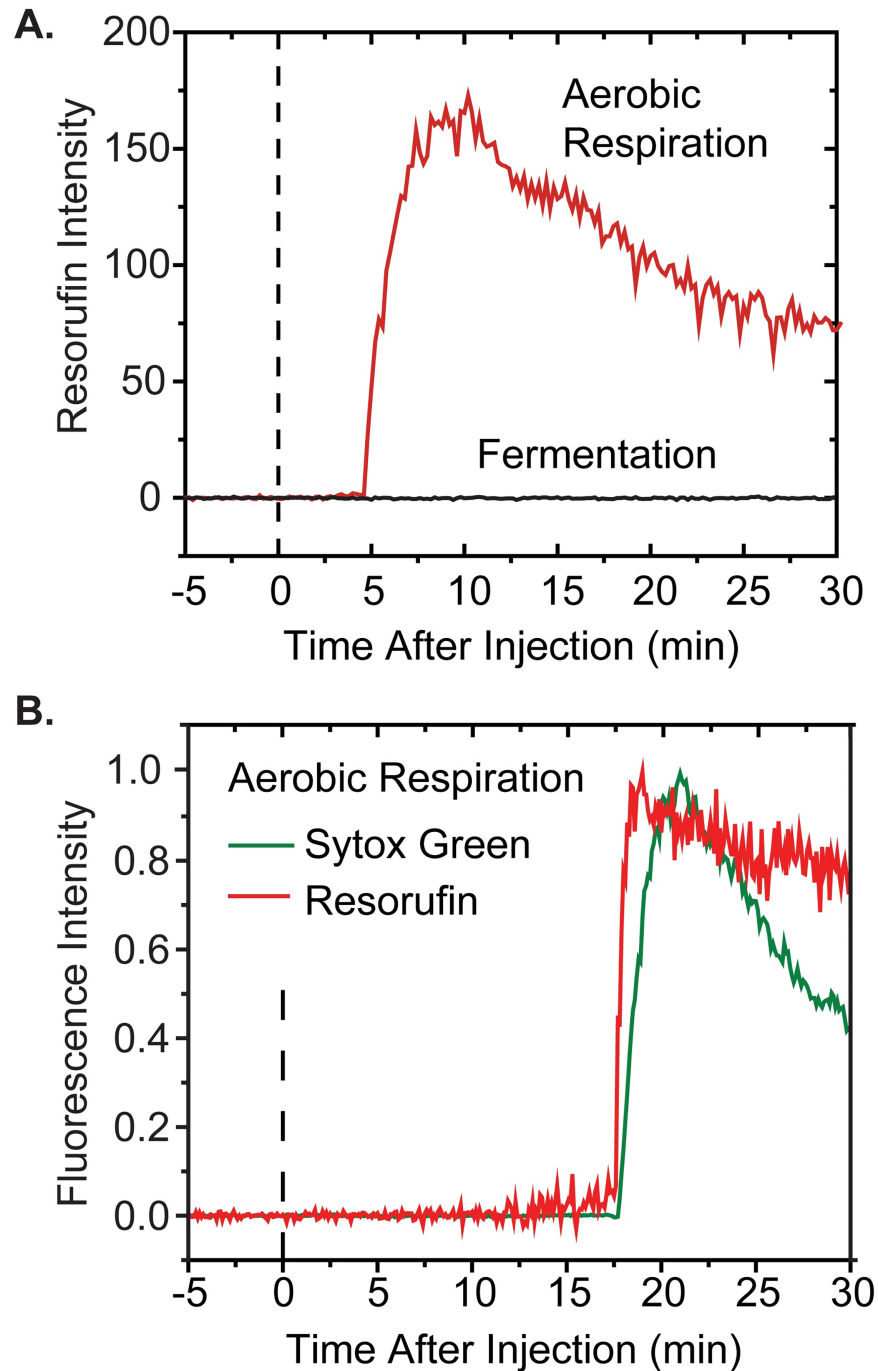 A.
200
150
100
50
0
Resorufin Intensity
Aerobic
Respiration
Fermentation
-5 0 5 10 15 20 25 30
Time After Injection (min)
B.
1.0
0.8
0.6
0.4
0.2
0.0
Fluorescence Intensity
Aerobic Respiration
Sytox Green
Resorufin
-5 0 5 10 15 20 25 30
Time After Injection (min)